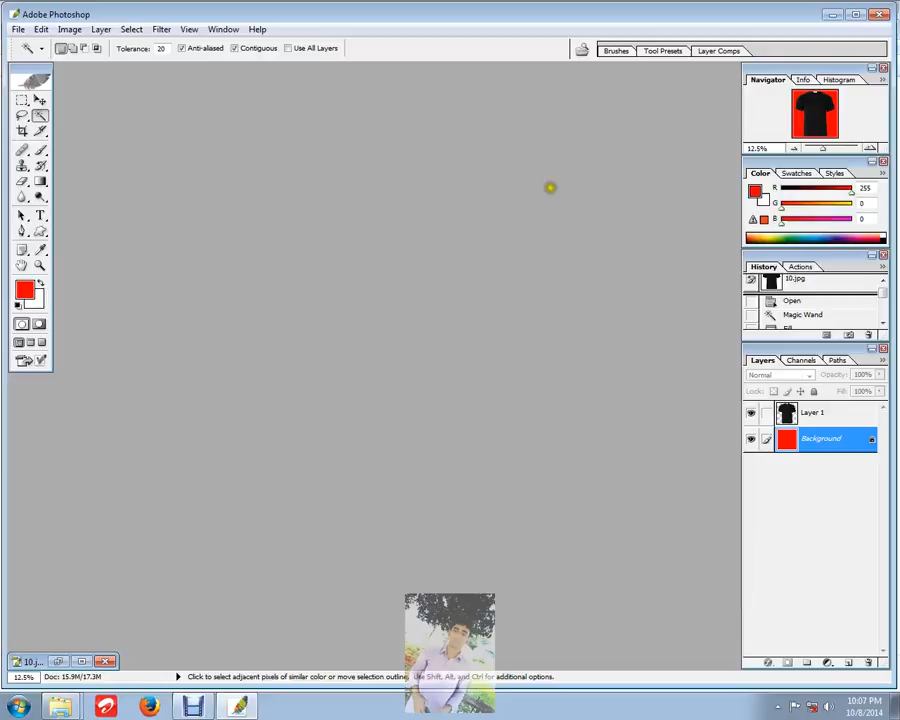 Adobe Photoshop
File Edit Image Layer Select Filter View Window Help
Tolerance: 20 Anti-aliased Contiguous Use All Layers
Brushes Tool Presets Layer Comps
Navigator Info Histogram
12.5%
Color Swatches Styles
R 255
G 0
B 0
History Actions
10.jpg
Open
Magic Wand
Fill
Layers Channels Paths
Normal Opacity: 100%
Lock: Fill: 100%
Layer 1
Background
10.j...
12.5% Doc: 15.9M/17.3M Click to select adjacent pixels of similar color or move selection outline. Use Shift, Alt, and Ctrl for additional options.
10:07 PM
10/8/2014